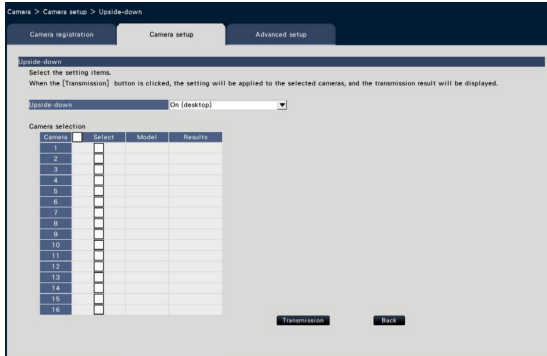 Camera > Camera setup > Upside-down
Camera registration Camera setup Advanced setup
Upside-down
Select the setting items.
When the [Transmission] button is clicked, the setting will be applied to the selected cameras, and the transmission result will be displayed.
Upside-down On (desktop)
Camera selection
Camera Select Model Results
1
2
3
4
5
6
7
8
9
10
11
12
13
14
15
16
Transmission Back